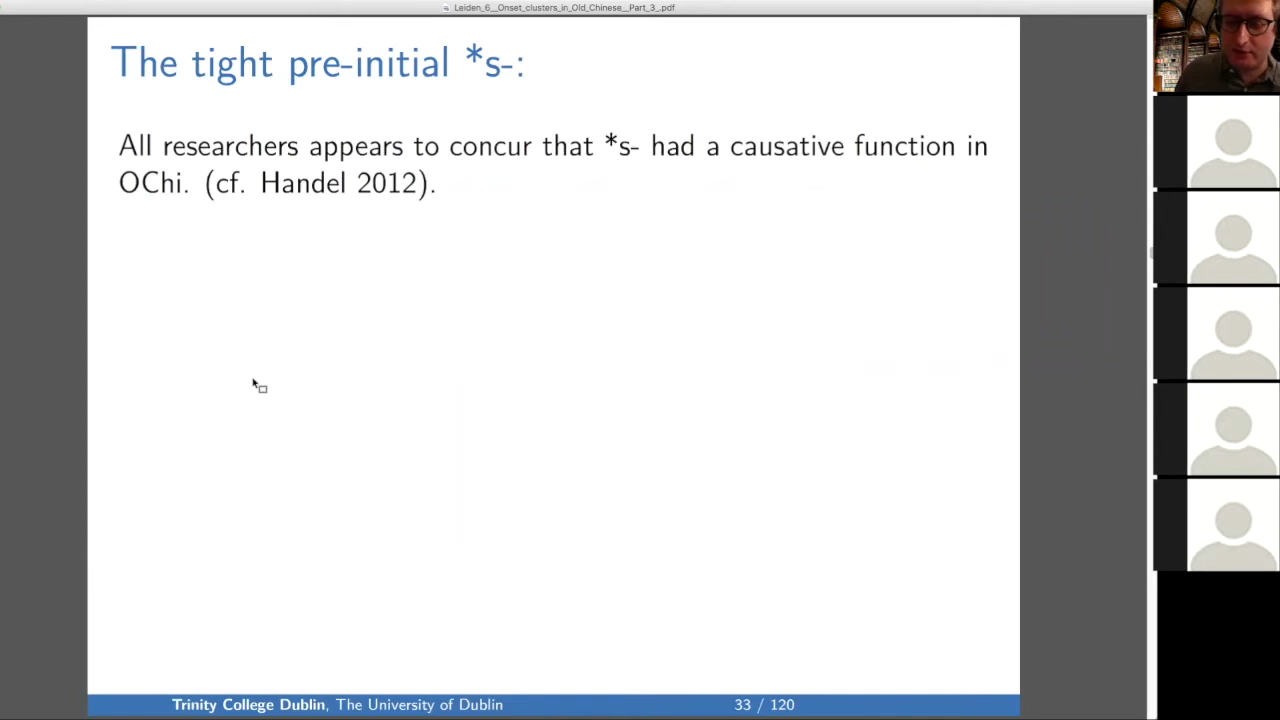 Leiden_6__Onset_clusters_in_Old_Chinese__Part_3_.pdf
The tight pre-initial *s-:
All researchers appears to concur that *s- had a causative function in
OChi. (cf. Handel 2012).
Trinity College Dublin, The University of Dublin
33 / 120